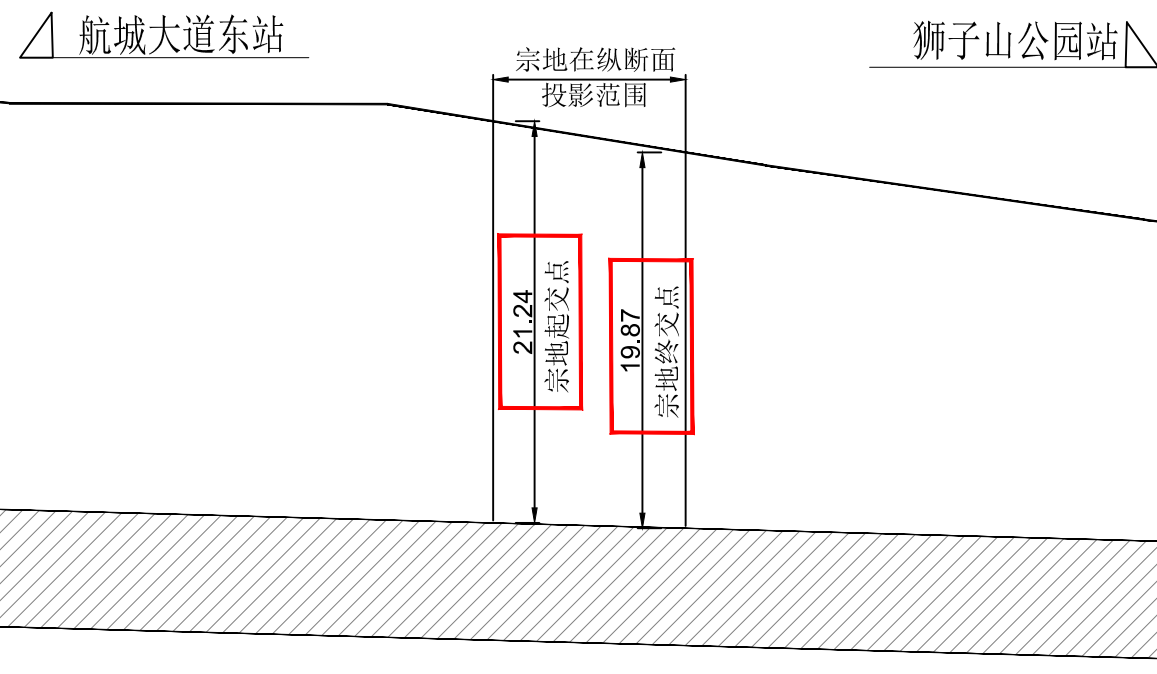 航城大道东站
狮子山公园站
宗地在纵断面
投影范围
21.24
宗地起交点
19.87
宗地终交点